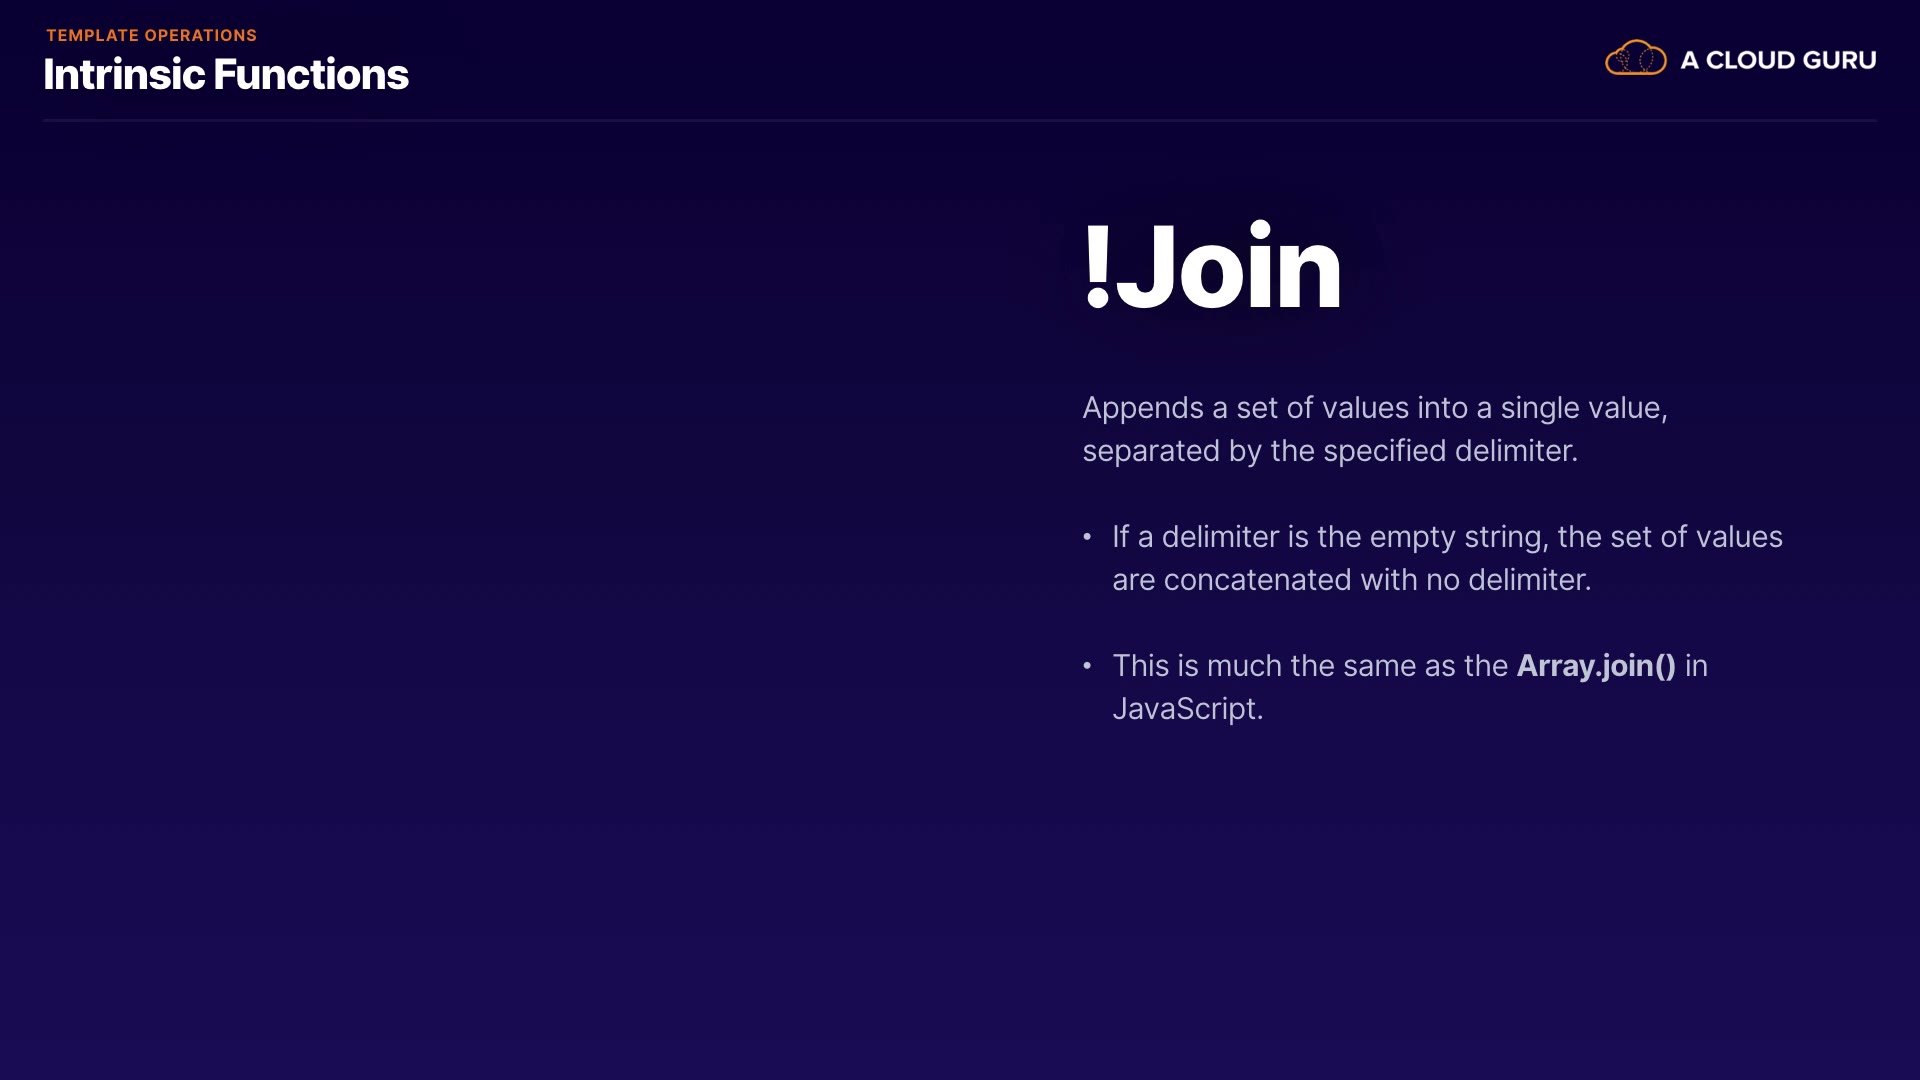 TEMPLATE OPERATIONS
Intrinsic Functions
A CLOUD GURU
!Join
Appends a set of values into a single value,
separated by the specified delimiter.
• If a delimiter is the empty string, the set of values
are concatenated with no delimiter.
• This is much the same as the Array.join() in
JavaScript.